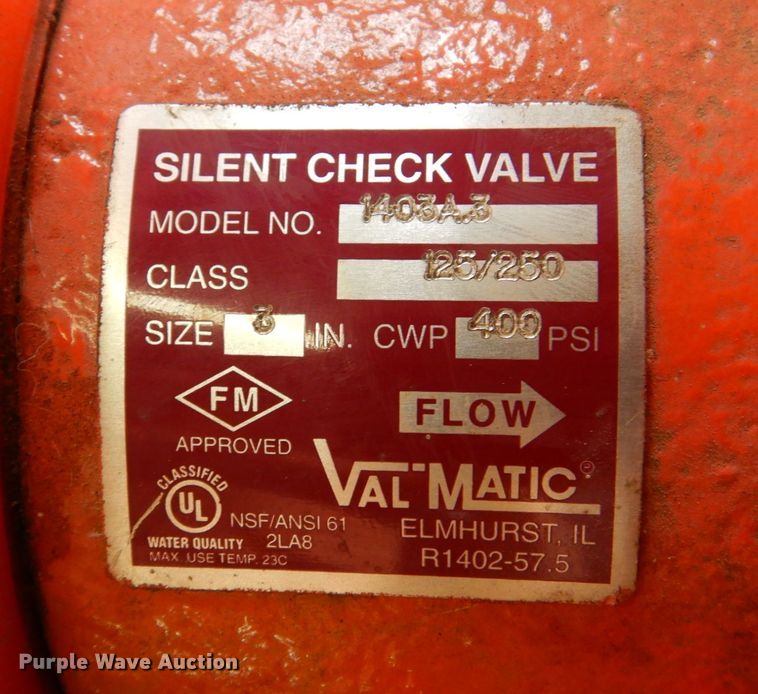 SILENT CHECK VALVE
MODEL NO. 1403A.3
CLASS 125/250
SIZE 3 IN. CWP 400 PSI
FM
APPROVED
FLOW
CLASSIFIED
UL
WATER QUALITY
NSF/ANSI 61
2LA8
MAX. USE TEMP. 23C
VAL-MATIC®
ELMHURST, IL
R1402-57.5
Purple Wave Auction